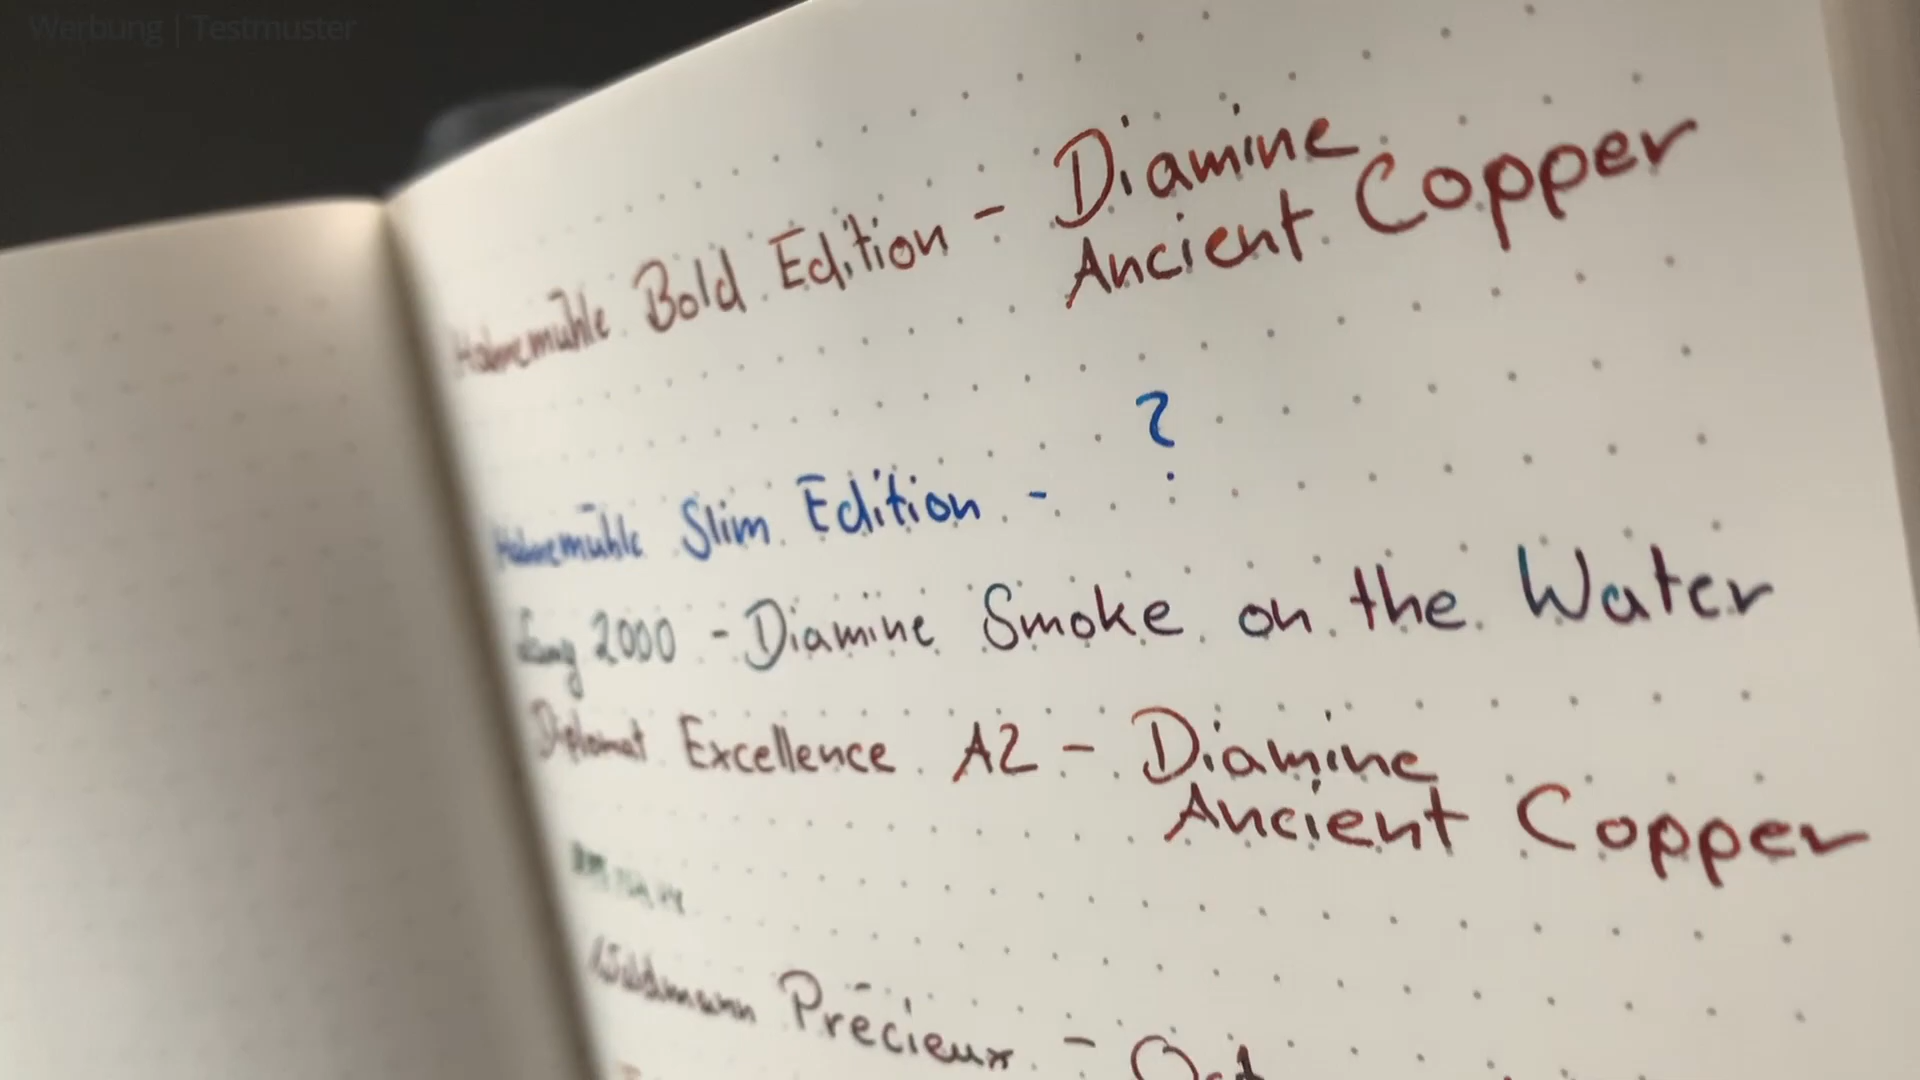 Werbung | Testmuster
Hahnemühle Bold Edition - Diamine
Ancient Copper
?
Hahnemühle Slim Edition -
Lamy 2000 - Diamine Smoke on the Water
Diplomat Excellence A2 - Diamine
Ancient Copper
Waldmann Précieux -